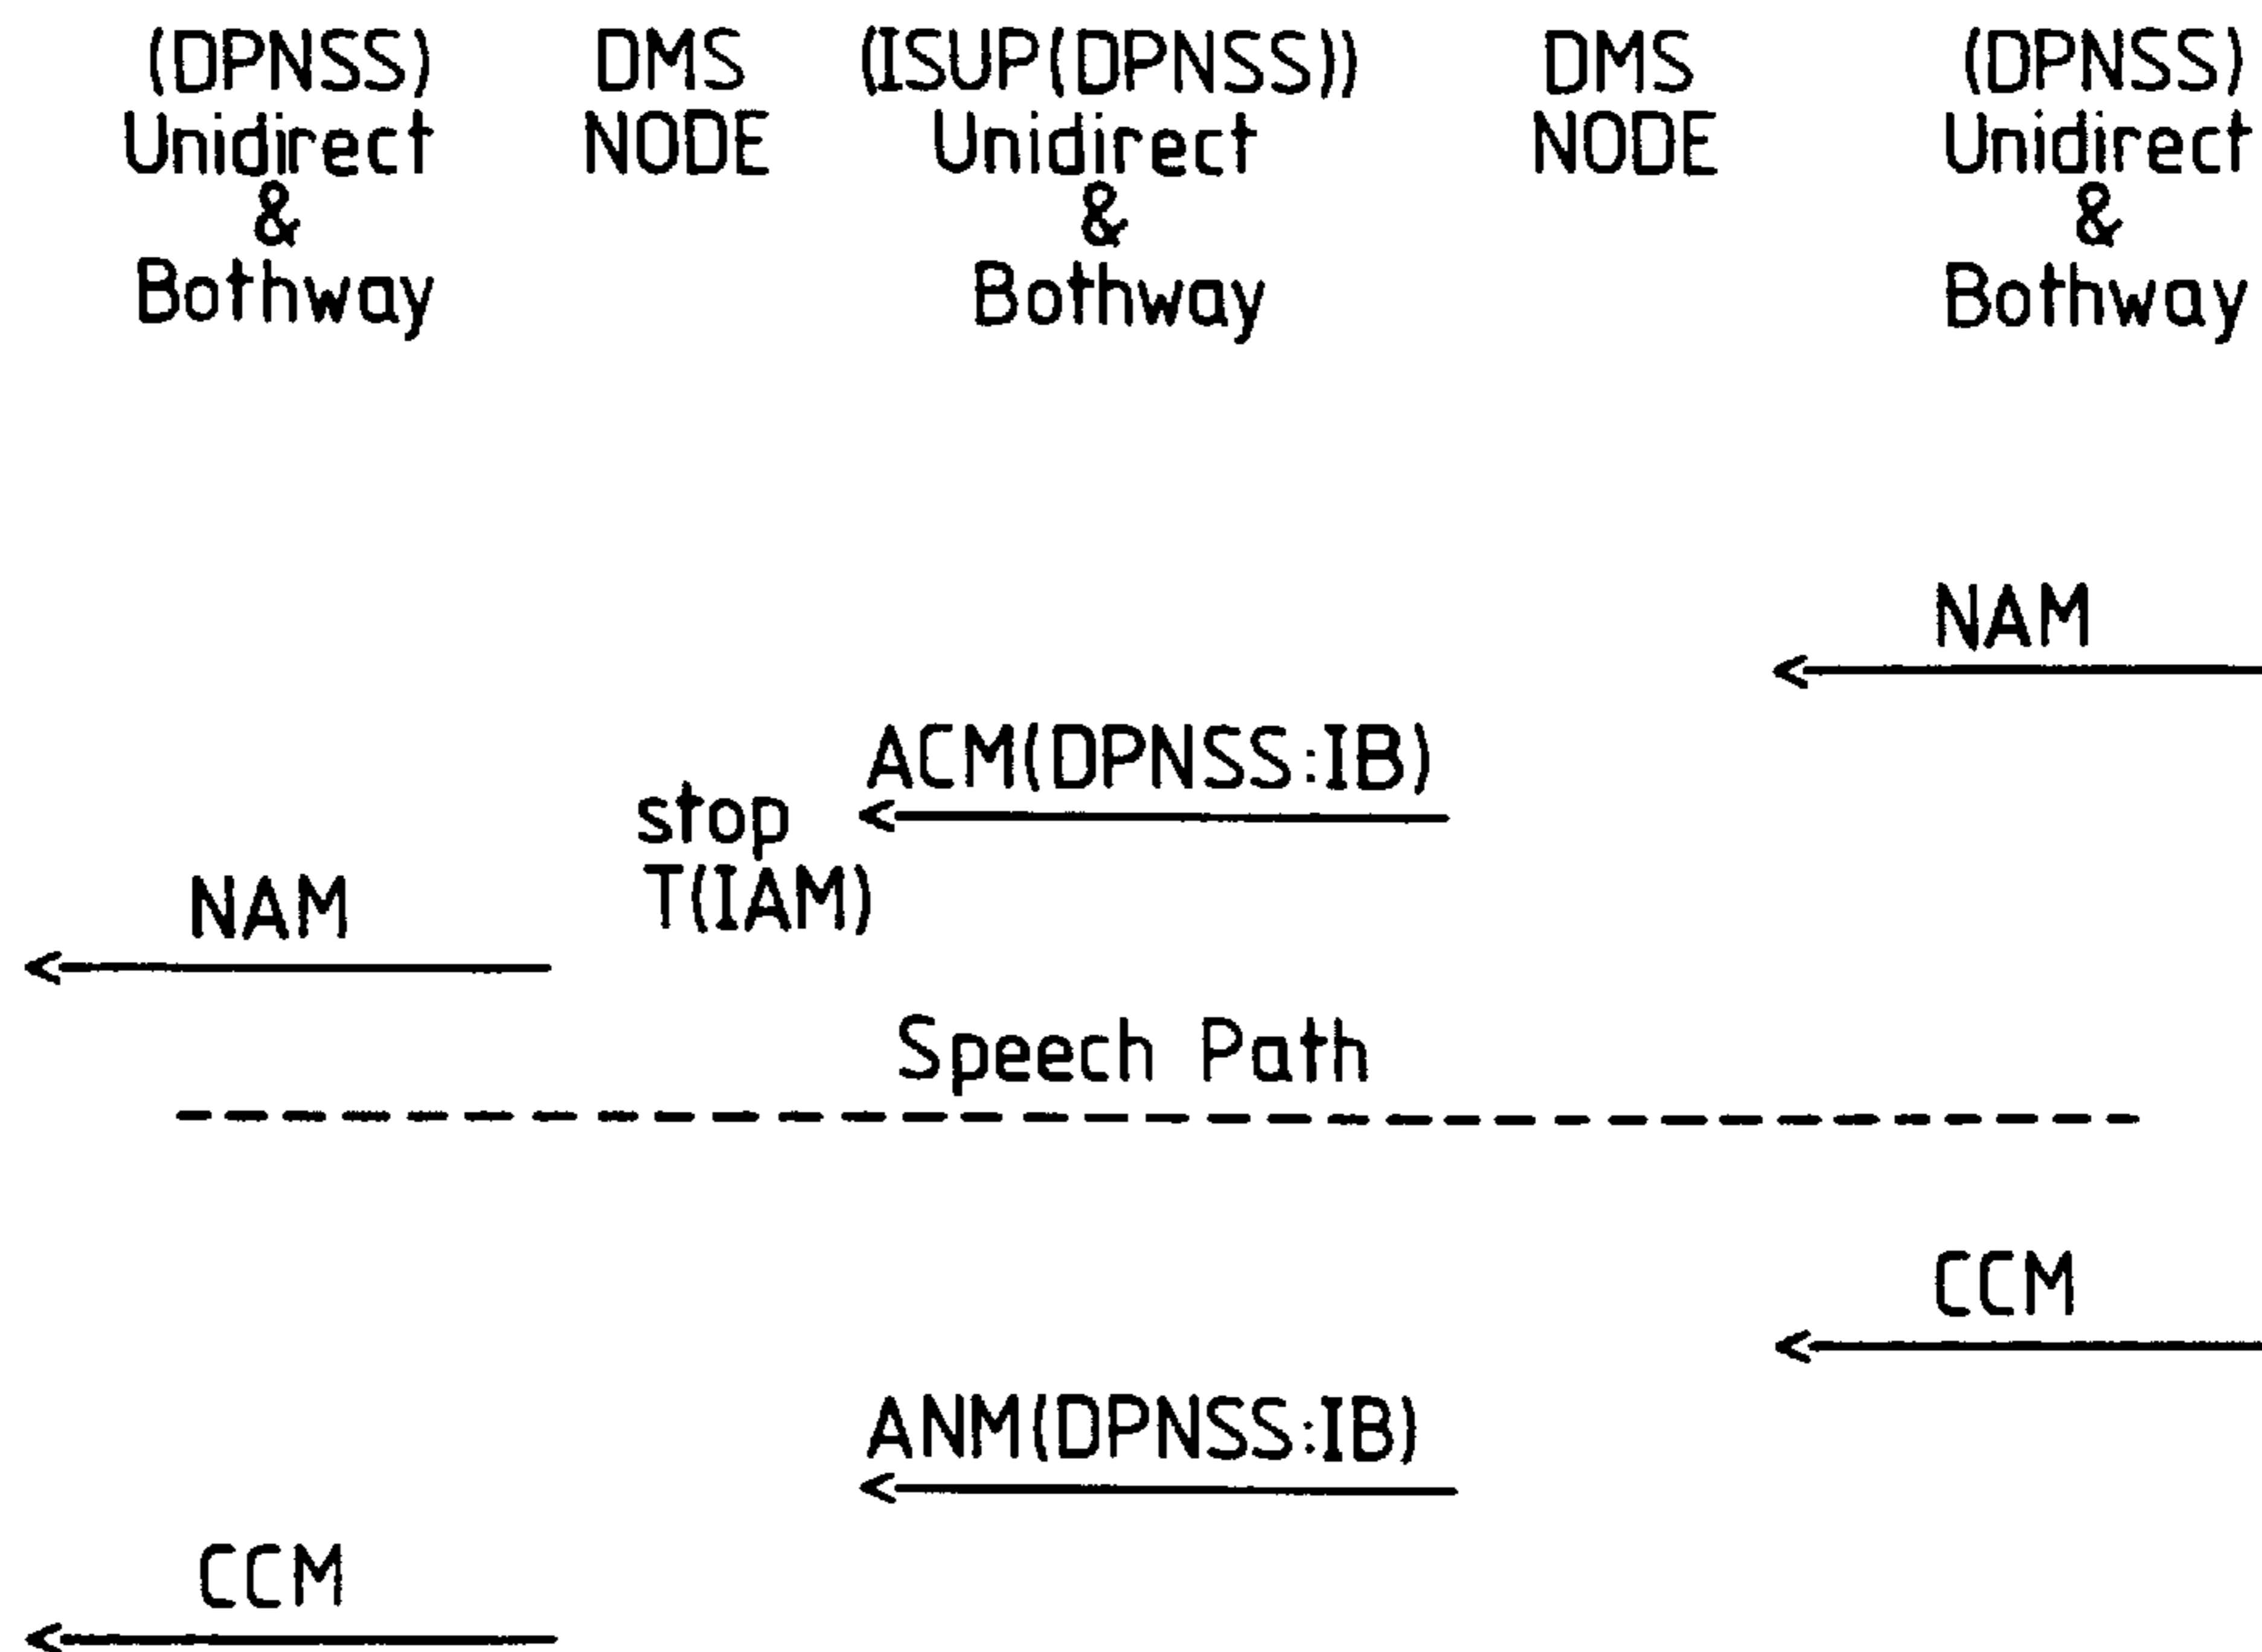 (DPNSS) DMS (ISUP(DPNSS)) DMS (DPNSS)
Unidirect NODE Unidirect NODE Unidirect
& & &
Bothway Bothway Bothway
NAM
ACM(DPNSS:IB)
stop
T(IAM)
NAM
Speech Path
CCM
ANM(DPNSS:IB)
CCM